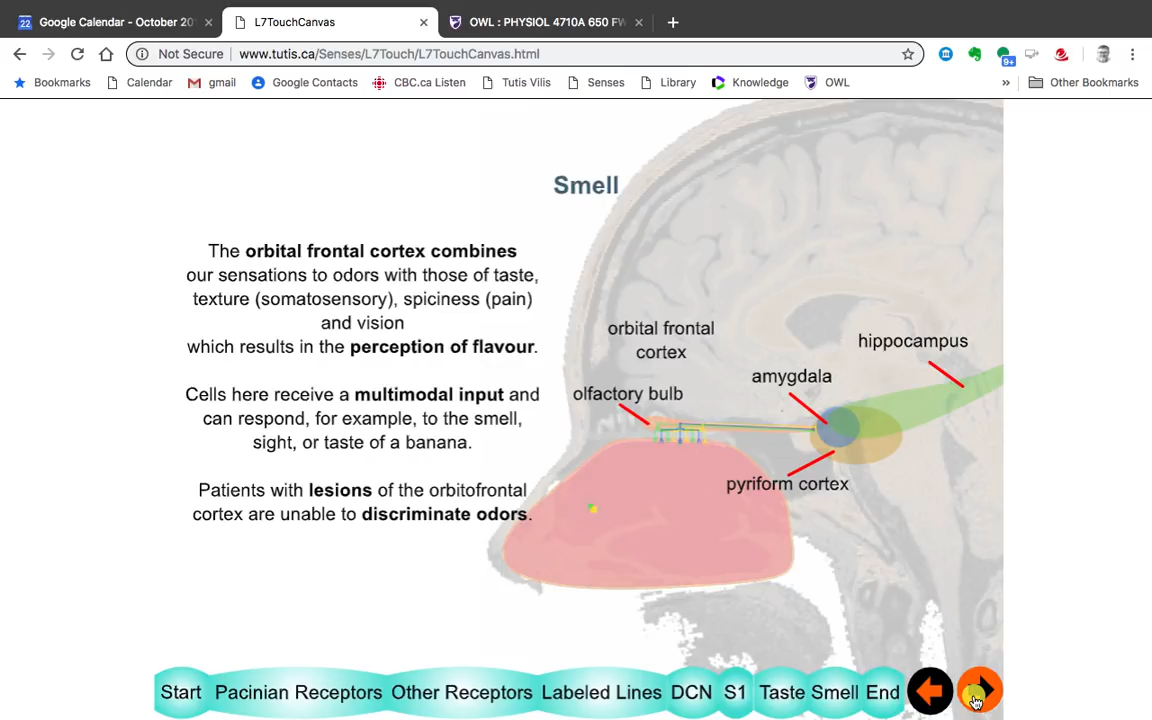 Google Calendar - October 20
L7TouchCanvas
OWL : PHYSIOL 4710A 650 FW
22
Not Secure
www.tutis.ca/Senses/L7Touch/L7TouchCanvas.html
9+
Bookmarks
Calendar
gmail
Google Contacts
CBC.ca Listen
Tutis Vilis
Senses
Library
Knowledge
OWL
»
Other Bookmarks
Smell
The orbital frontal cortex combines
our sensations to odors with those of taste,
texture (somatosensory), spiciness (pain)
and vision
which results in the perception of flavour.
Cells here receive a multimodal input and
can respond, for example, to the smell,
sight, or taste of a banana.
Patients with lesions of the orbitofrontal
cortex are unable to discriminate odors.
orbital frontal
cortex
olfactory bulb
amygdala
hippocampus
pyriform cortex
Start
Pacinian Receptors
Other Receptors
Labeled Lines
DCN
S1
Taste
Smell
End